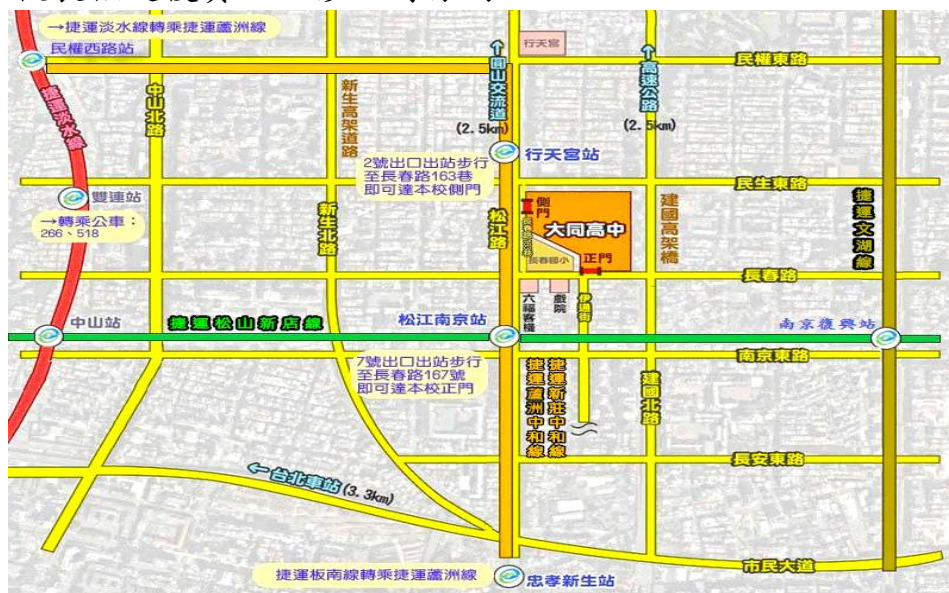 →捷運淡水線轉乘捷運蘆洲線
民權西路站
捷運淡水線
中山北路
新生高架道路
圓山交流道
(2.5km)
行天宮
高速公路
(2.5km)
民權東路
行天宮站
2號出口出站步行
至長春路163巷
即可達本校側門
民生東路
雙連站
→轉乘公車：
266、518
新生北路
松江路
側門
大同高中
長春國小
正門
建國高架橋
捷運文湖線
長春路
六福客棧
戲院
伊通街
中山站
捷運松山新店線
松江南京站
南京復興站
南京東路
7號出口出站步行
至長春路167號
即可達本校正門
捷運蘆洲中和線
捷運新莊中和線
建國北路
長安東路
←台北車站(3.3km)
市民大道
捷運板南線轉乘捷運蘆洲線
忠孝新生站